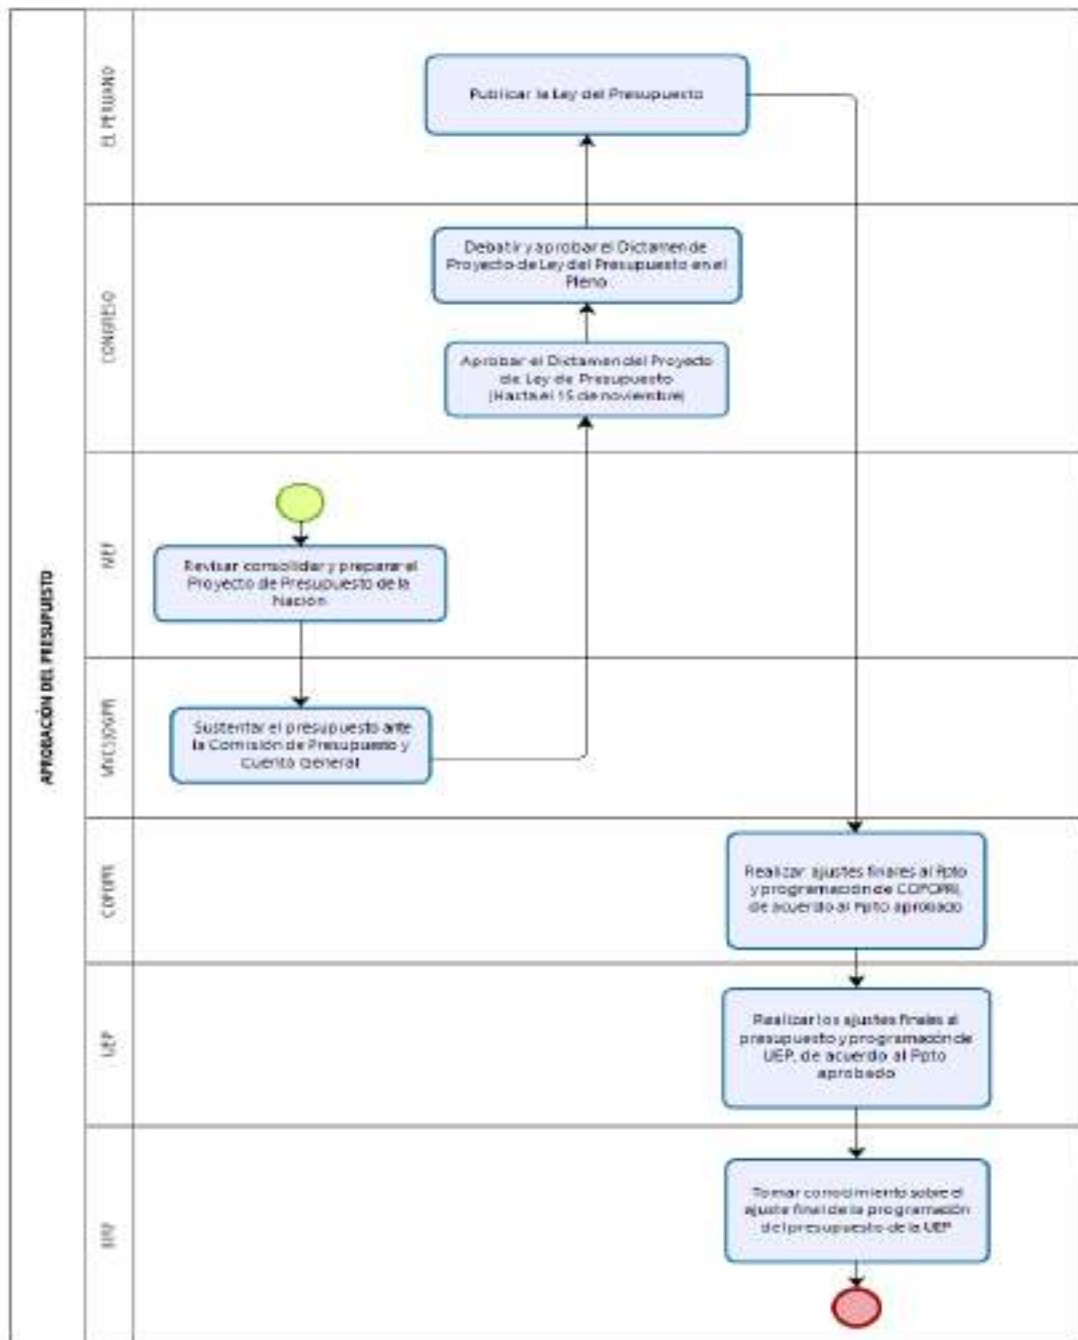 APROBACIÓN DEL PRESUPUESTO
EL PERUANO
Publicar la Ley del Presupuesto
CONGRESO
Debatir y aprobar el Dictamen de
Proyecto de Ley del Presupuesto en el
Pleno
Aprobar el Dictamen del Proyecto
de Ley de Presupuesto
(Hasta el 15 de noviembre)
MEF
Revisar consolidar y preparar el
Proyecto de Presupuesto de la
Nación
Sustentar el presupuesto ante
la Comisión de Presupuesto y
Cuenta General
COFOPRI
Realizar ajustes finales al Ppto
y programación de COFOPRI,
de acuerdo al Ppto aprobado
UEP
Realizar los ajustes finales al
presupuesto y programación de
UEP, de acuerdo al Ppto
aprobado
Tomar conocimiento sobre el
ajuste final de la programación
del presupuesto de la UEP